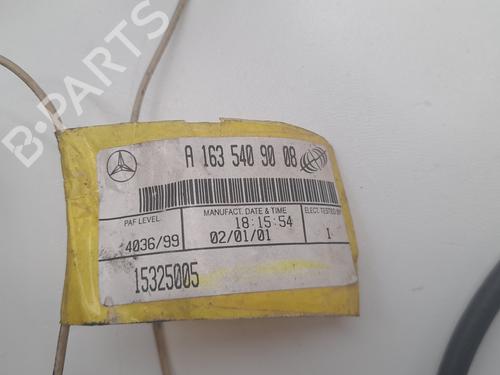 B-PARTS
A 163 540 90 08
PAF LEVEL
4036/99
MANUFACT. DATE & TIME
18:15:54
02/01/01
ELECT. TESTED BY
1
15325005